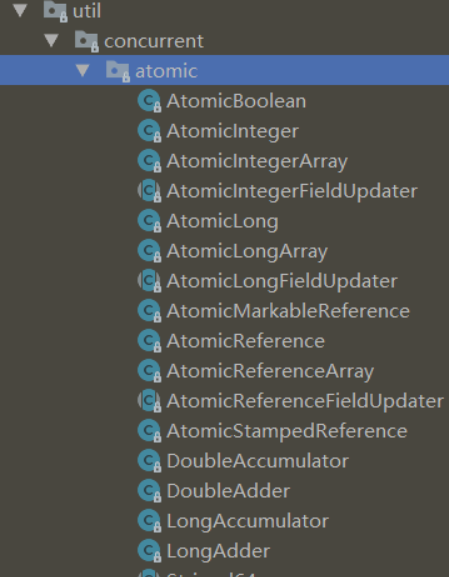 util
concurrent
atomic
AtomicBoolean
AtomicInteger
AtomicIntegerArray
AtomicIntegerFieldUpdater
AtomicLong
AtomicLongArray
AtomicLongFieldUpdater
AtomicMarkableReference
AtomicReference
AtomicReferenceArray
AtomicReferenceFieldUpdater
AtomicStampedReference
DoubleAccumulator
DoubleAdder
LongAccumulator
LongAdder